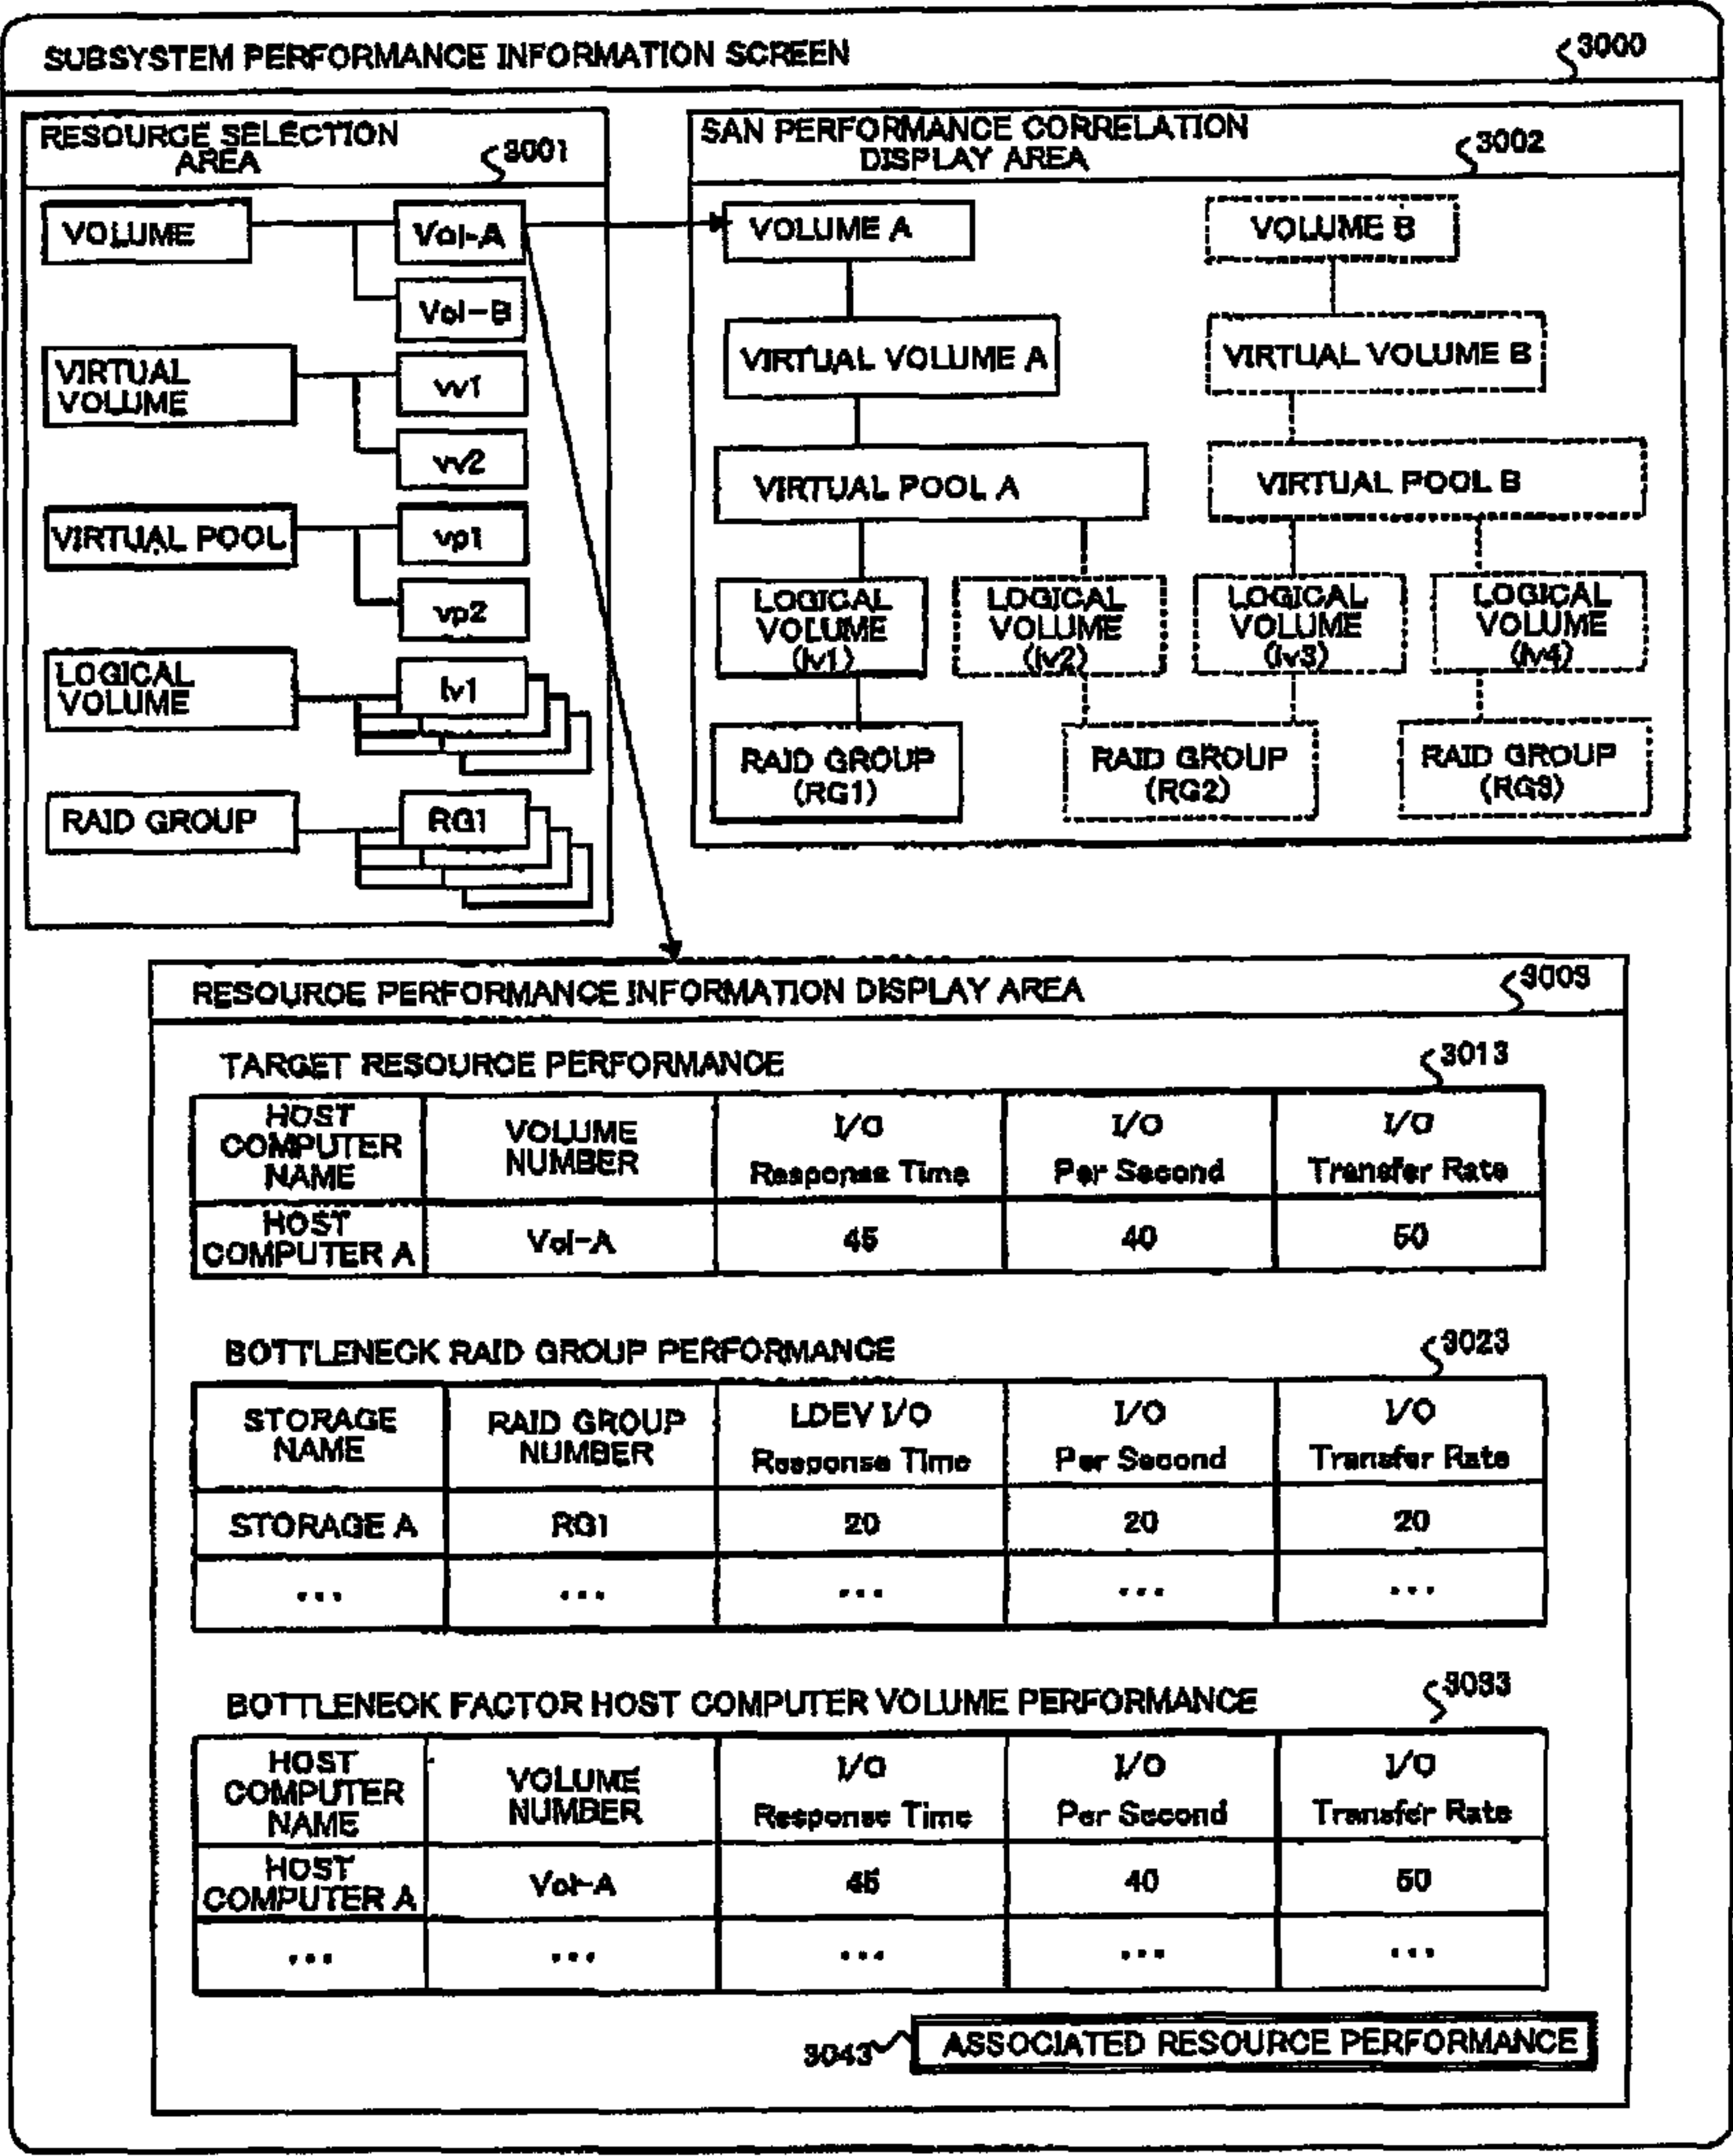 SUBSYSTEM PERFORMANCE INFORMATION SCREEN
3000
RESOURCE SELECTION
AREA
3001
VOLUME
Vol-A
Vol-B
VIRTUAL
VOLUME
vv1
vv2
VIRTUAL POOL
vp1
vp2
LOGICAL
VOLUME
lv1
RAID GROUP
RG1
SAN PERFORMANCE CORRELATION
DISPLAY AREA
3002
VOLUME A
VOLUME B
VIRTUAL VOLUME A
VIRTUAL VOLUME B
VIRTUAL POOL A
VIRTUAL POOL B
LOGICAL
VOLUME
(lv1)
LOGICAL
VOLUME
(lv2)
LOGICAL
VOLUME
(lv3)
LOGICAL
VOLUME
(lv4)
RAID GROUP
(RG1)
RAID GROUP
(RG2)
RAID GROUP
(RG3)
RESOURCE PERFORMANCE INFORMATION DISPLAY AREA
3003
TARGET RESOURCE PERFORMANCE
3013
HOST
COMPUTER
NAME
VOLUME
NUMBER
I/O
Response Time
I/O
Per Second
I/O
Transfer Rate
HOST
COMPUTER A
Vol-A
45
40
50
BOTTLENECK RAID GROUP PERFORMANCE
3023
STORAGE
NAME
RAID GROUP
NUMBER
LDEV I/O
Response Time
I/O
Per Second
I/O
Transfer Rate
STORAGE A
RG1
20
20
20
... ... ... ... ...
BOTTLENECK FACTOR HOST COMPUTER VOLUME PERFORMANCE
3033
HOST
COMPUTER
NAME
VOLUME
NUMBER
I/O
Response Time
I/O
Per Second
I/O
Transfer Rate
HOST
COMPUTER A
Vol-A
45
40
50
... ... ... ... ...
3043
ASSOCIATED RESOURCE PERFORMANCE